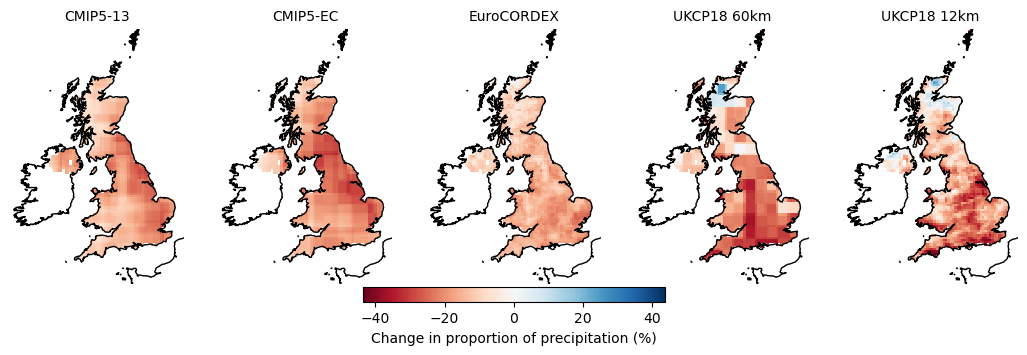 CMIP5-13 CMIP5-EC EuroCORDEX UKCP18 60km UKCP18 12km
−40 −20 0 20 40
Change in proportion of precipitation (%)